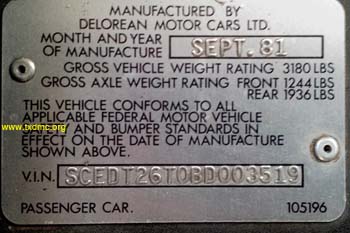 MANUFACTURED BY
DELOREAN MOTOR CARS LTD.
MONTH AND YEAR
OF MANUFACTURE SEPT. 81
GROSS VEHICLE WEIGHT RATING 3180 LBS
GROSS AXLE WEIGHT RATING FRONT 1244 LBS
REAR 1936 LBS
THIS VEHICLE CONFORMS TO ALL
APPLICABLE FEDERAL MOTOR VEHICLE
www.txdmc.org
AND BUMPER STANDARDS IN
EFFECT ON THE DATE OF MANUFACTURE
SHOWN ABOVE.
V.I.N. SCEDT26T0BD003519
PASSENGER CAR. 105196